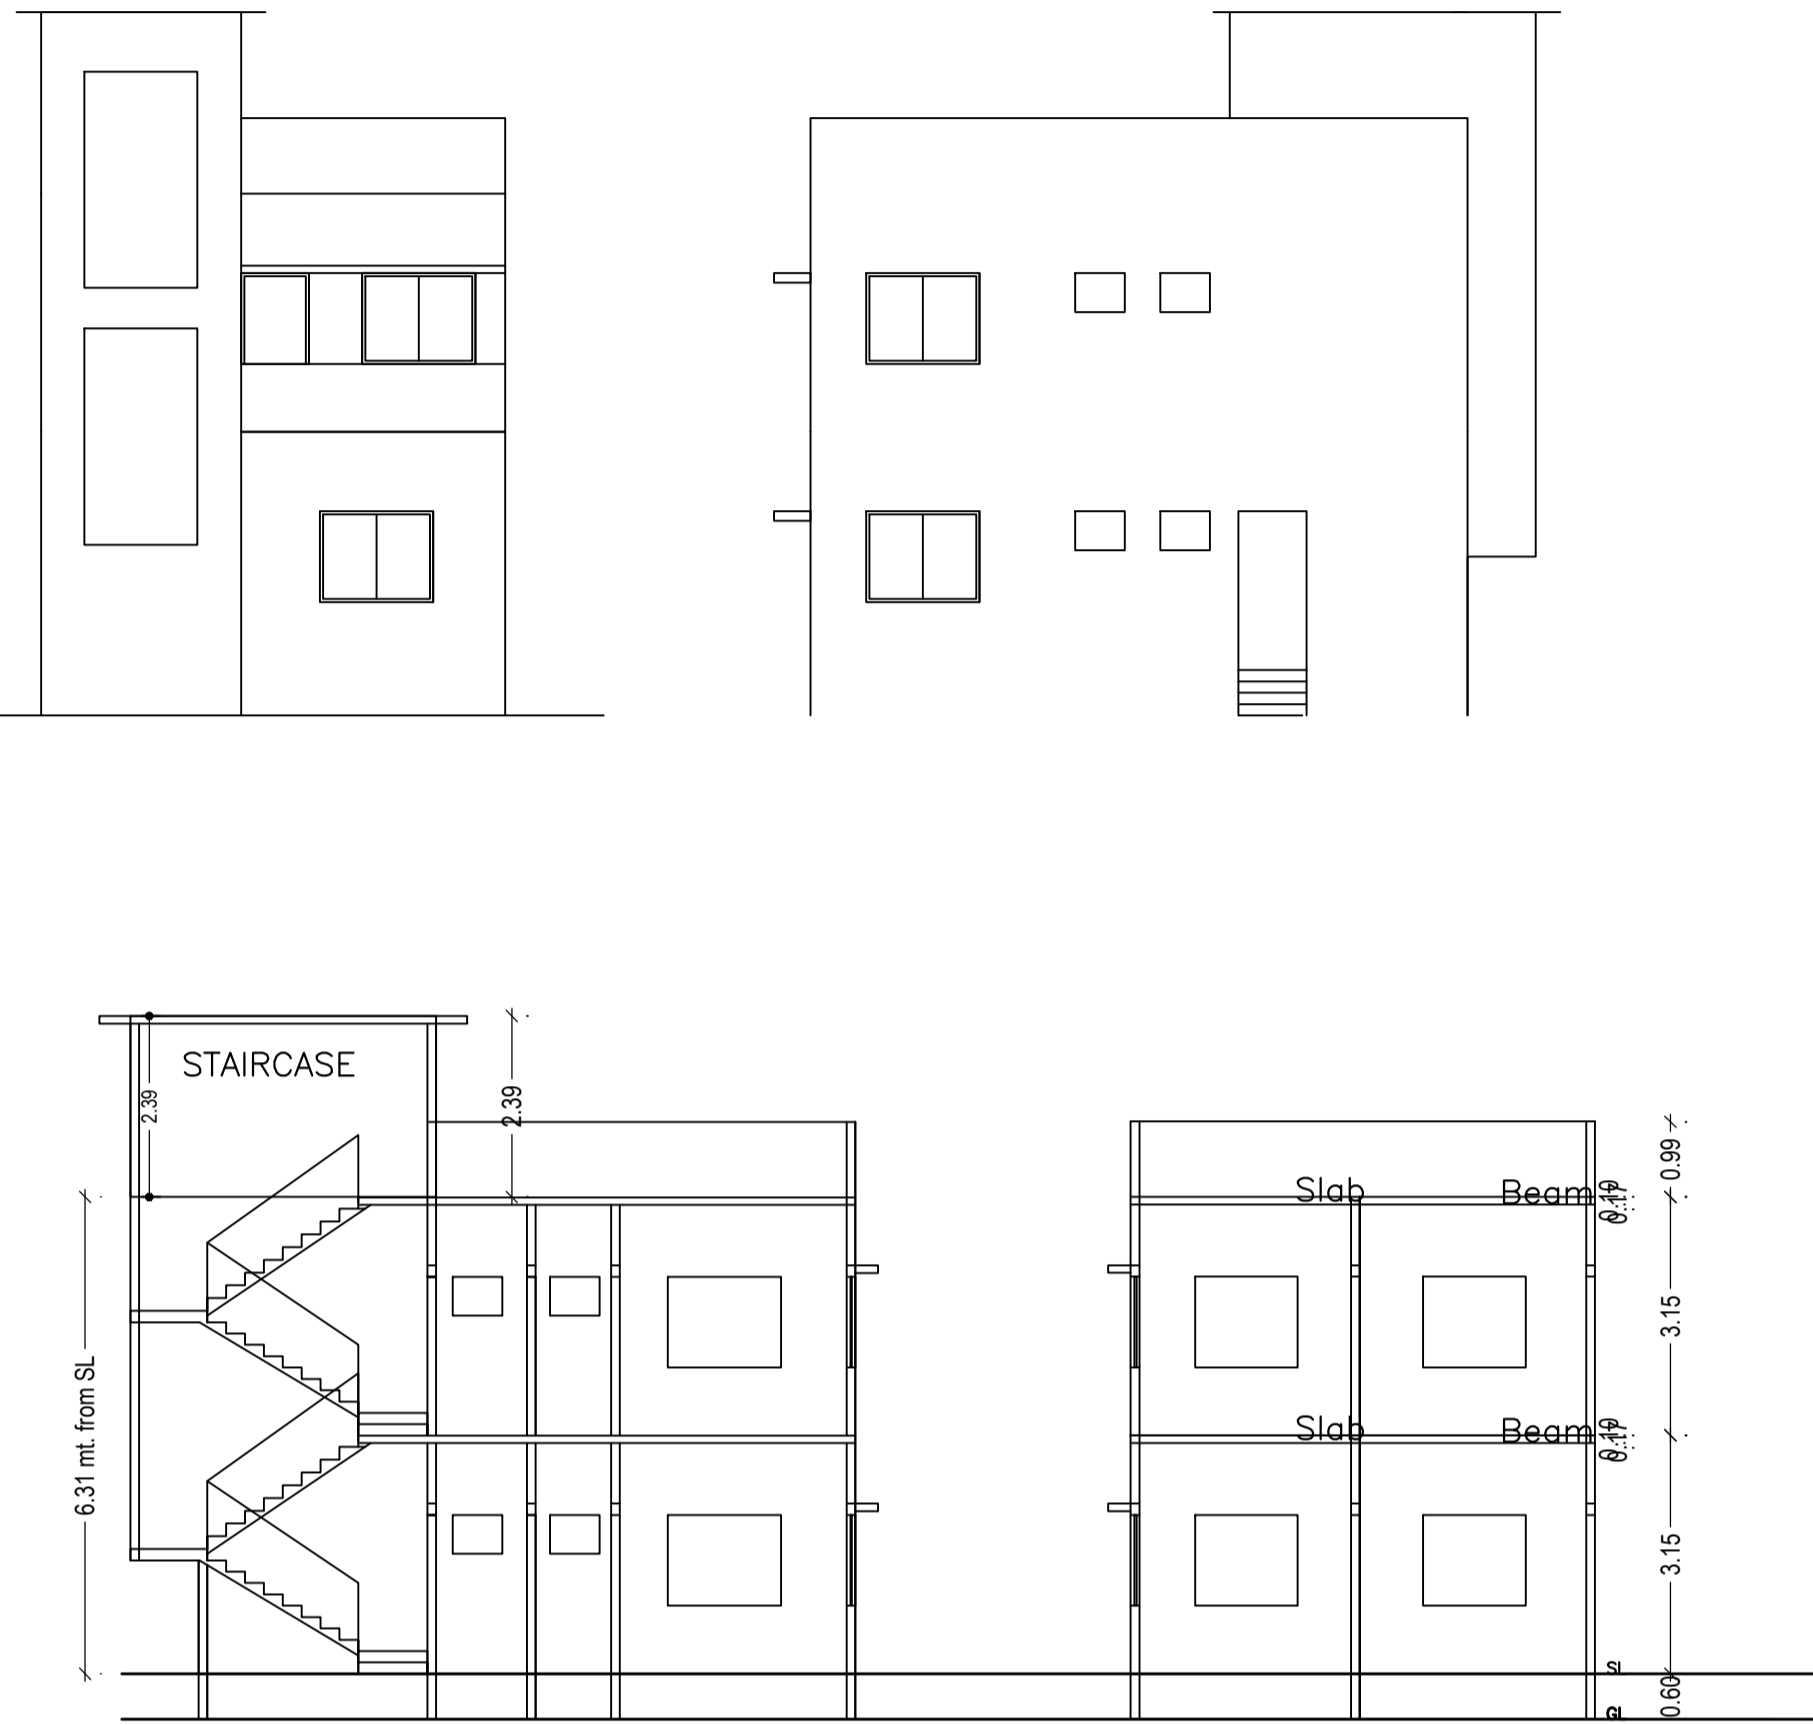 STAIRCASE
2.39
2.39
6.31 mt. from SL
Slab
Beam
0.99
3.15
Slab
Beam
3.15
SL
0.60
GL